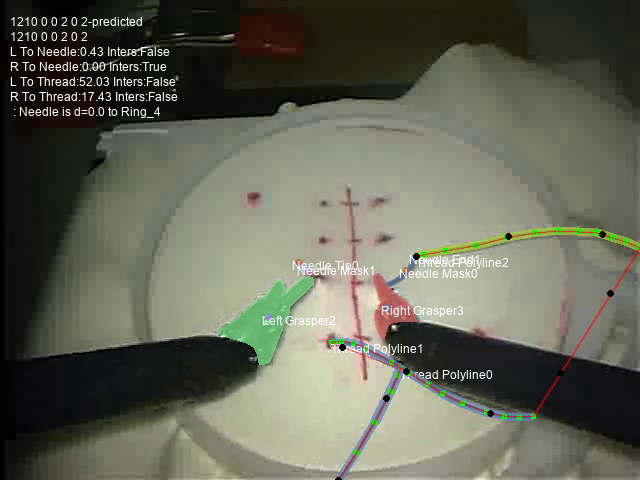 1210 0 0 2 0 2-predicted
1210 0 0 2 0 2
L To Needle:0.43 Inters:False
R To Needle:0.00 Inters:True
L To Thread:52.03 Inters:False
R To Thread:17.43 Inters:False
: Needle is d=0.0 to Ring_4
Needle End1
Thread Polyline2
Needle Tip0
Needle Mask1
Needle Mask0
Right Grasper3
Left Grasper2
Thread Polyline1
Thread Polyline0